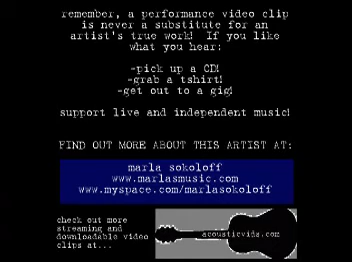 remember, a performance video clip
is never a substitute for an
artist's true work! If you like
what you hear:
-pick up a CD!
-grab a tshirt!
-get out to a gig!
support live and independent music!
FIND OUT MORE ABOUT THIS ARTIST AT:
marla sokoloff
www.marlasmusic.com
www.myspace.com/marlasokoloff
check out more
streaming and
downloadable video
clips at...
acousticvids.com